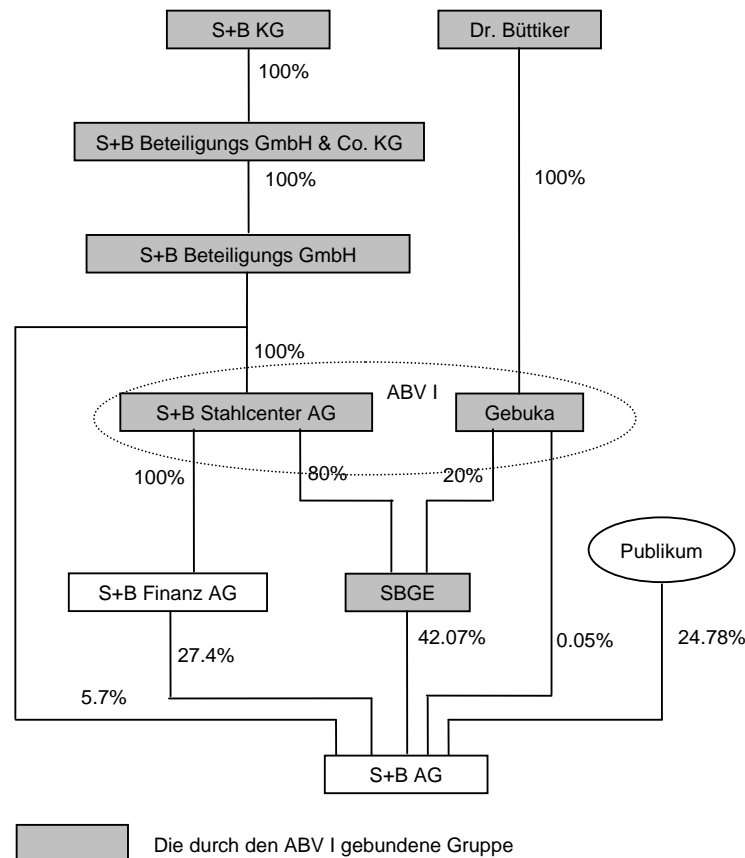 S+B KG
Dr. Büttiker
100%
S+B Beteiligungs GmbH & Co. KG
100%
100%
S+B Beteiligungs GmbH
100%
ABV I
S+B Stahlcenter AG
Gebuka
100%
80%
20%
Publikum
S+B Finanz AG
SBGE
27.4%
42.07%
0.05%
24.78%
5.7%
S+B AG
Die durch den ABV I gebundene Gruppe